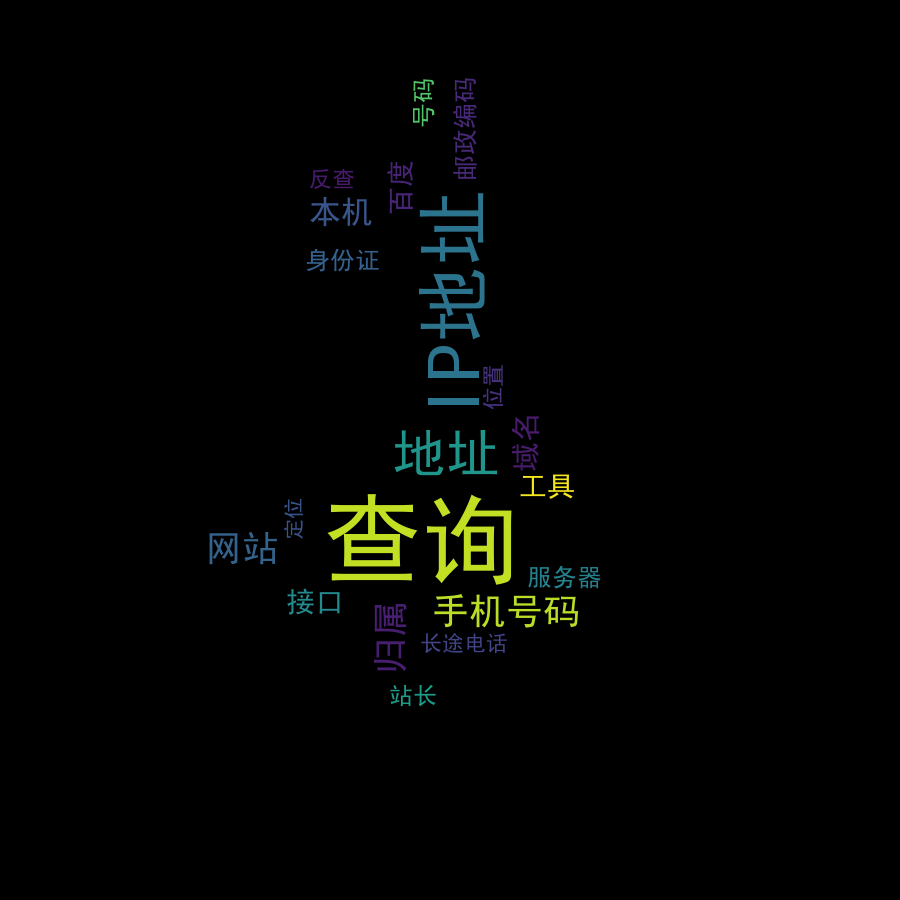 号码
邮政编码
百度
反查
本机
IP地址
身份证
位置
域名
地址
工具
定位
查询
网站
服务器
接口
手机号码
归属
长途电话
站长